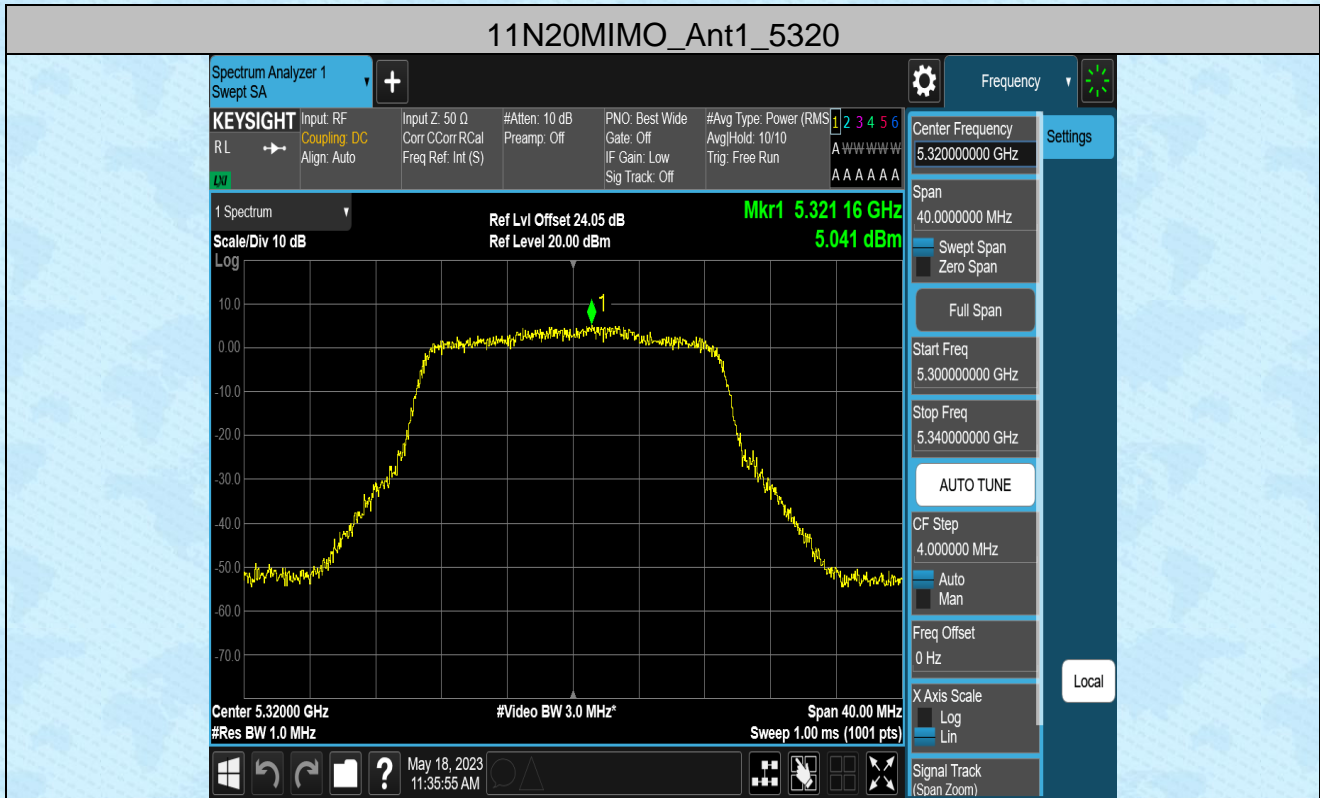 11N20MIMO_Ant1_5320
Spectrum Analyzer 1
Swept SA
Frequency
KEYSIGHT
RL
LXI
Input: RF
Coupling: DC
Align: Auto
Input Z: 50 Ω
Corr CCorr RCal
Freq Ref: Int (S)
#Atten: 10 dB
Preamp: Off
PNO: Best Wide
Gate: Off
IF Gain: Low
Sig Track: Off
#Avg Type: Power (RMS
Avg|Hold: 10/10
Trig: Free Run
1 2 3 4 5 6
A W W W W W
A A A A A A
1 Spectrum
Scale/Div 10 dB
Log
Ref Lvl Offset 24.05 dB
Ref Level 20.00 dBm
Mkr1 5.321 16 GHz
5.041 dBm
1
10.0
0.00
-10.0
-20.0
-30.0
-40.0
-50.0
-60.0
-70.0
Center 5.32000 GHz
#Res BW 1.0 MHz
#Video BW 3.0 MHz*
Span 40.00 MHz
Sweep 1.00 ms (1001 pts)
Center Frequency
5.320000000 GHz
Settings
Span
40.0000000 MHz
Swept Span
Zero Span
Full Span
Start Freq
5.300000000 GHz
Stop Freq
5.340000000 GHz
AUTO TUNE
CF Step
4.000000 MHz
Auto
Man
Freq Offset
0 Hz
X Axis Scale
Log
Lin
Local
Signal Track
(Span Zoom)
?
May 18, 2023
11:35:55 AM